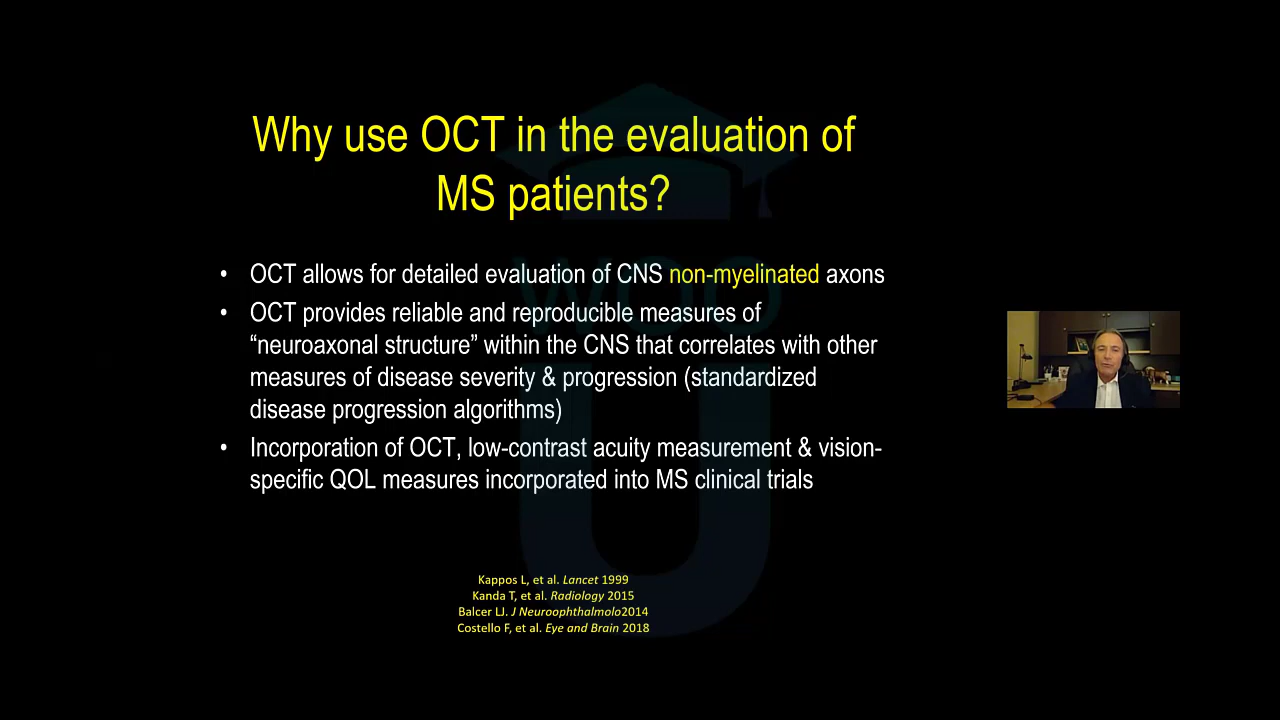 Why use OCT in the evaluation of
MS patients?
• OCT allows for detailed evaluation of CNS non-myelinated axons
• OCT provides reliable and reproducible measures of
“neuroaxonal structure” within the CNS that correlates with other
measures of disease severity & progression (standardized
disease progression algorithms)
• Incorporation of OCT, low-contrast acuity measurement & vision-
specific QOL measures incorporated into MS clinical trials
Kappos L, et al. Lancet 1999
Kanda T, et al. Radiology 2015
Balcer LJ. J Neuroophthalmolo2014
Costello F, et al. Eye and Brain 2018